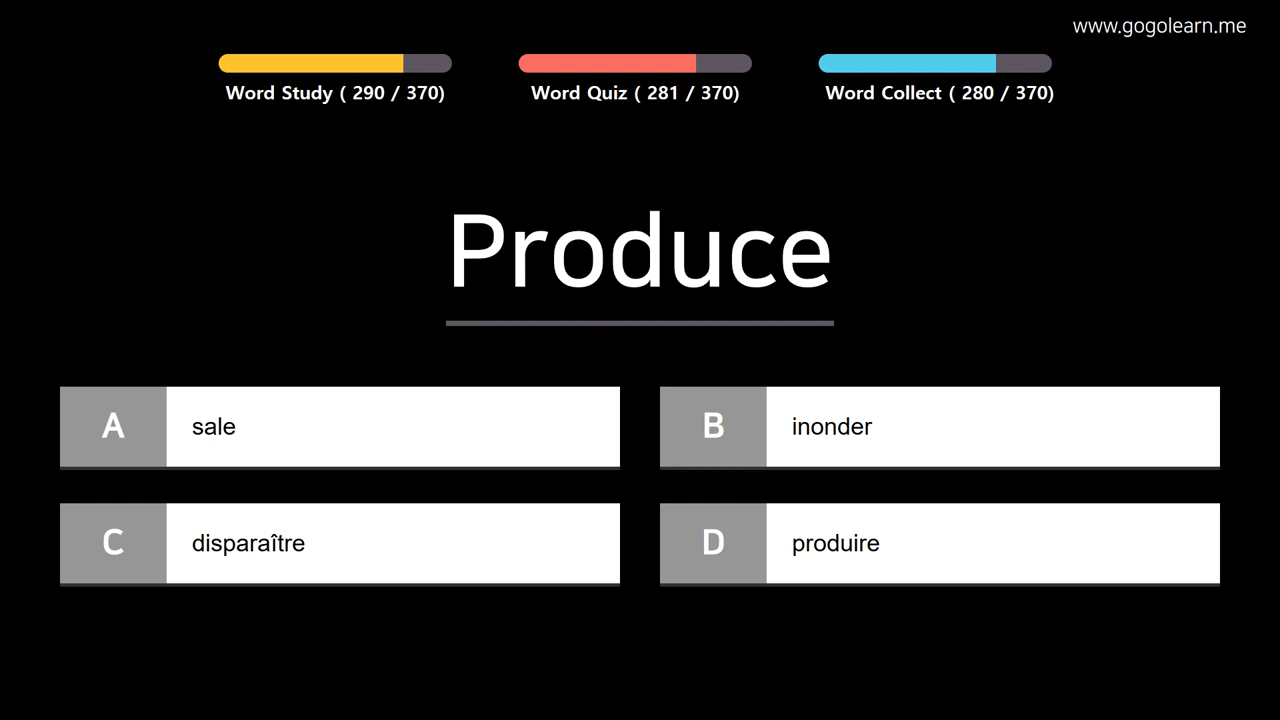 www.gogolearn.me
Word Study ( 290 / 370)
Word Quiz ( 281 / 370)
Word Collect ( 280 / 370)
Produce
A
sale
B
inonder
C
disparaître
D
produire